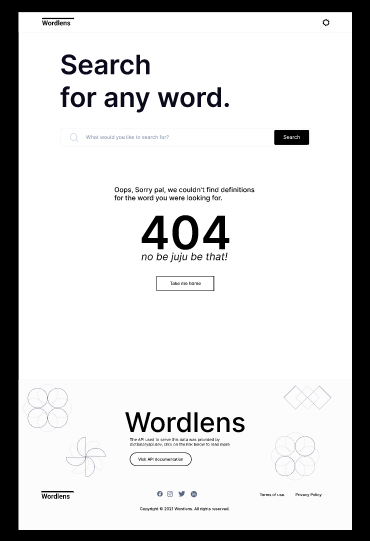 Wordlens
Search
for any word.
What would you like to search for?
Search
Oops, Sorry pal, we couldn't find definitions
for the word you were looking for.
404
no be juju be that!
Take me home
Wordlens
The API used to serve this data was provided by
dictionaryapi.dev, click on the link below to read more
Visit API documentation
Wordlens
Terms of use
Privacy Policy
Copyright © 2021 Wordlens. All rights reserved